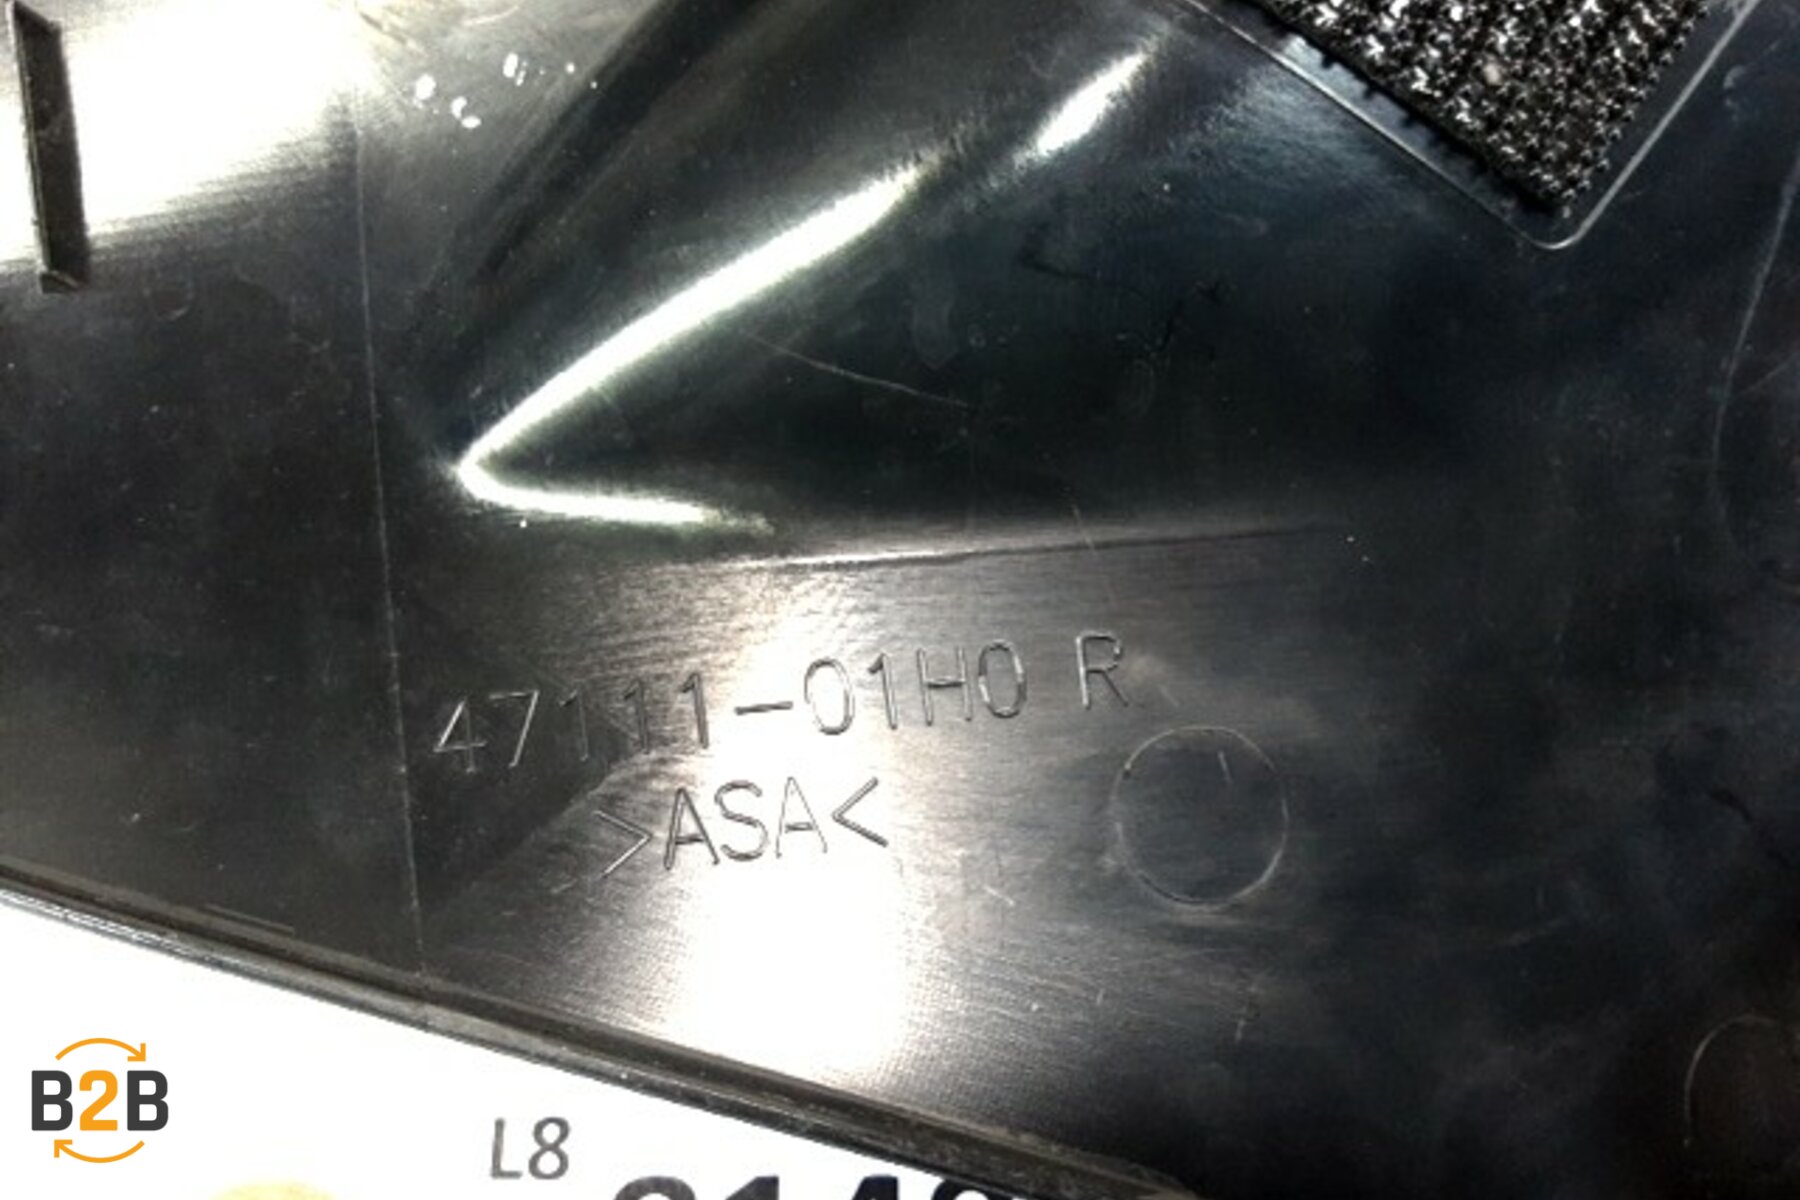 47111-01H0 R
>ASA<
B2B
L8